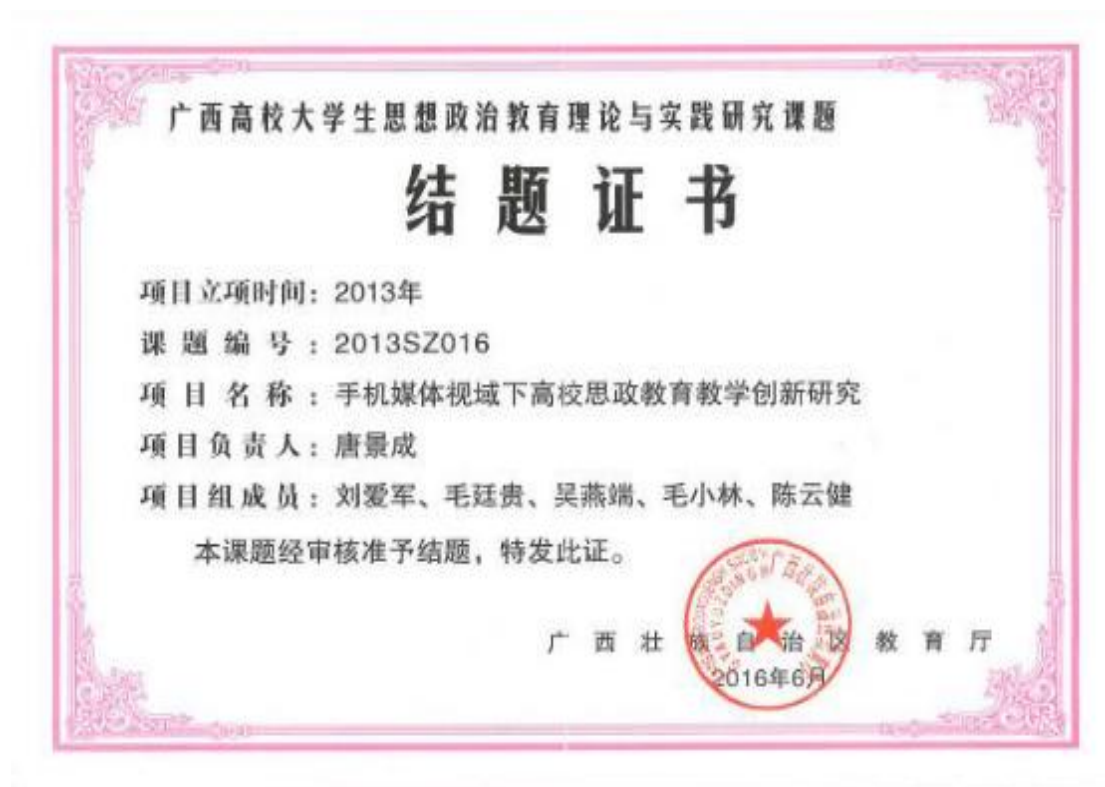 广西高校大学生思想政治教育理论与实践研究课题
结题证书
项目立项时间：2013年
课题编号：2013SZ016
项目名称：手机媒体视域下高校思政教育教学创新研究
项目负责人：唐景成
项目组成员：刘爱军、毛廷贵、吴燕端、毛小林、陈云健
本课题经审核准予结题，特发此证。
广西壮族自治区教育厅
2016年6月